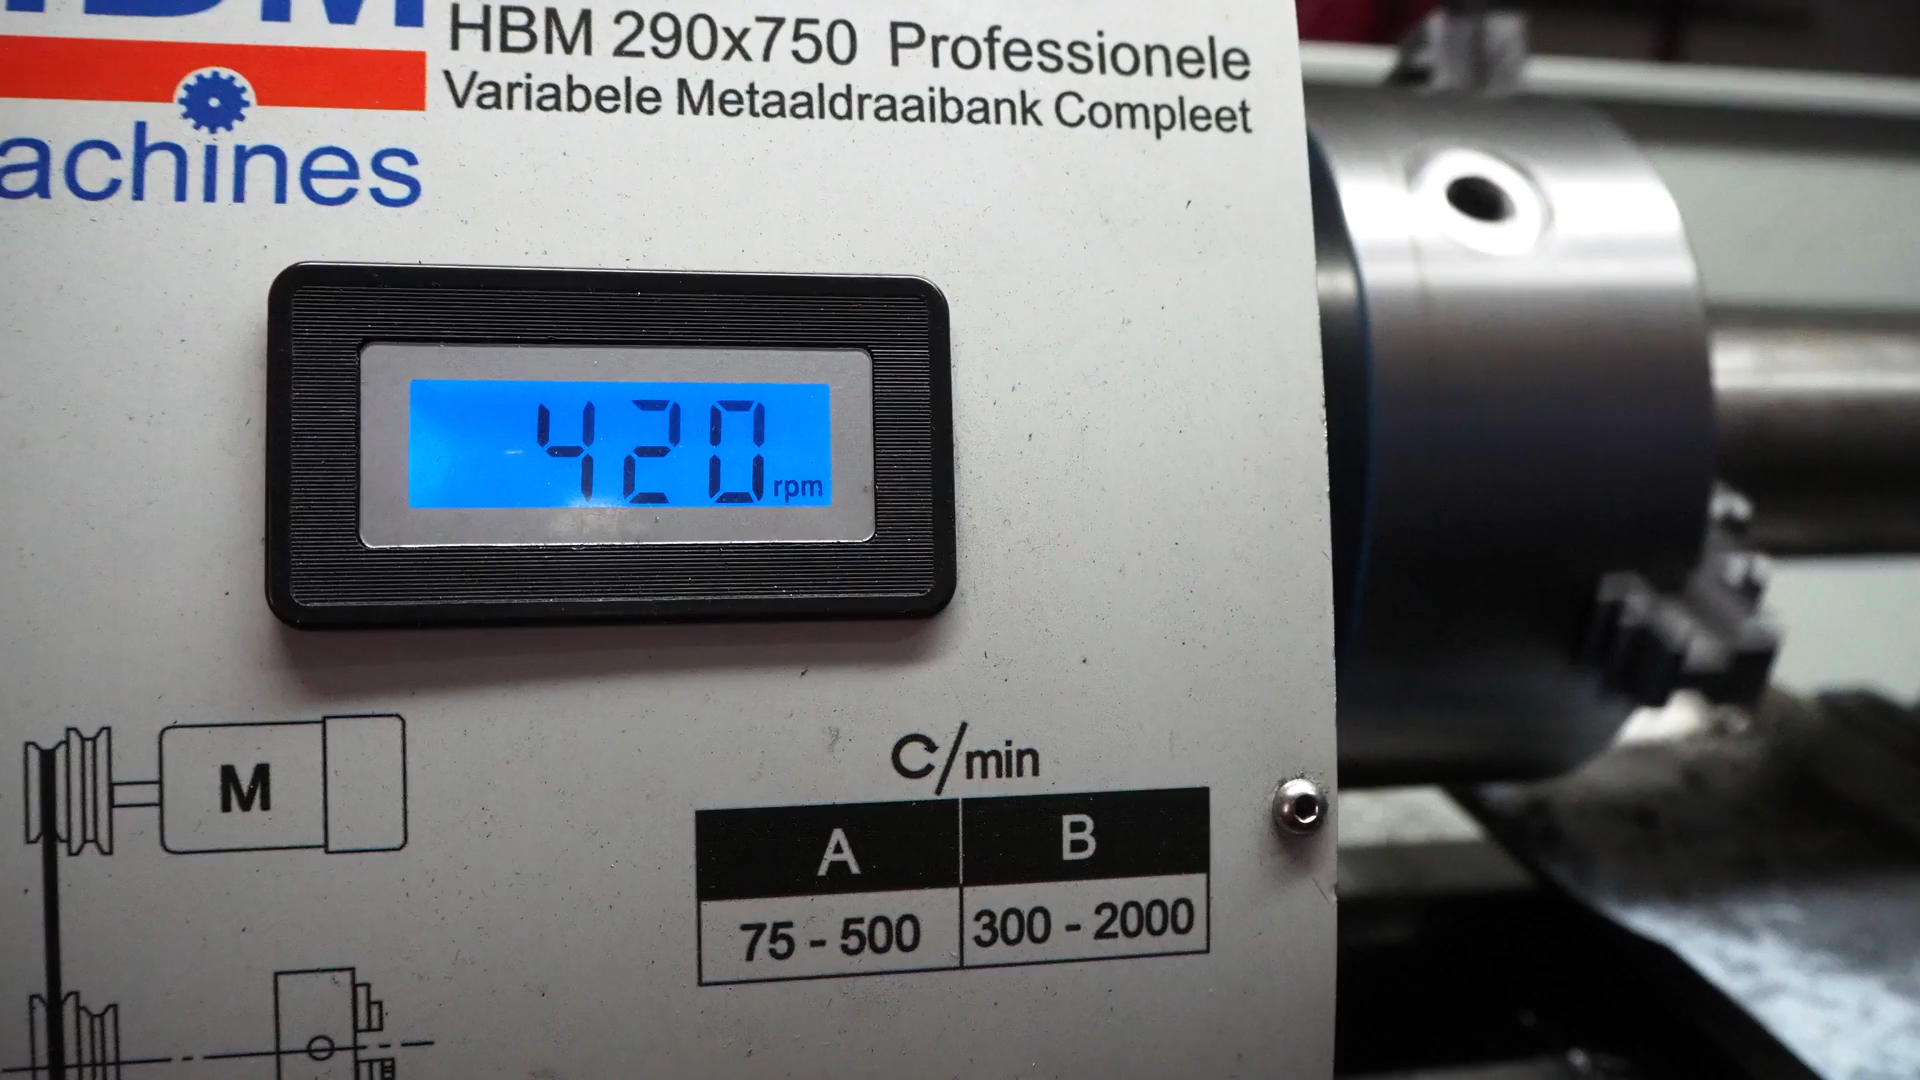 HBM 290x750 Professionele
Variabele Metaaldraaibank Compleet
achines
420 rpm
M
C/min
A B
75 - 500 300 - 2000